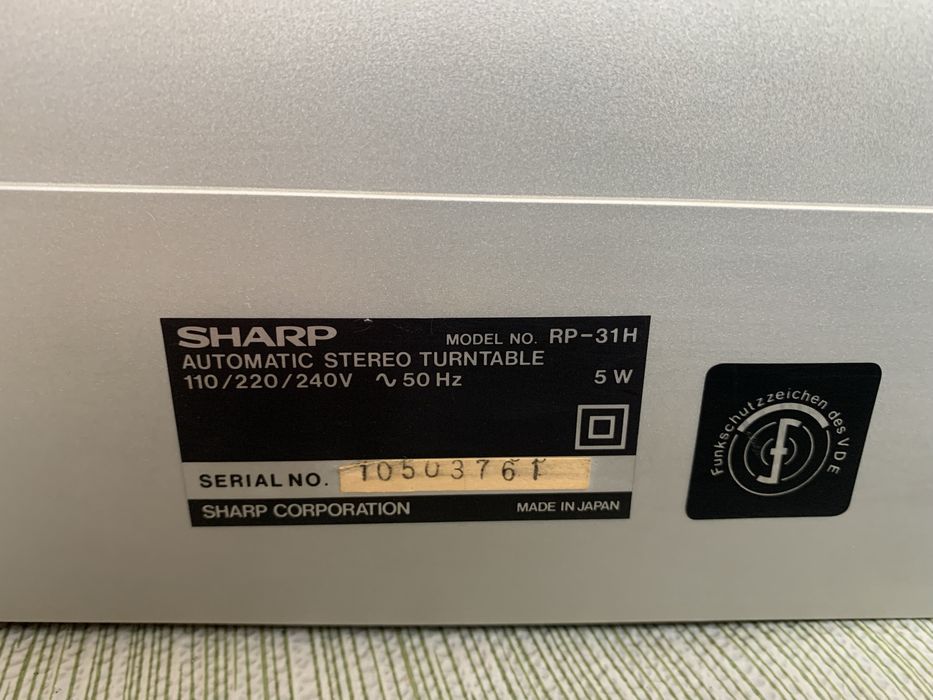 SHARP MODEL NO. RP-31H
AUTOMATIC STEREO TURNTABLE
110/220/240V ∿ 50 Hz 5 W
SERIAL NO. 10503761
SHARP CORPORATION MADE IN JAPAN
Funkschutzzeichen des VDE